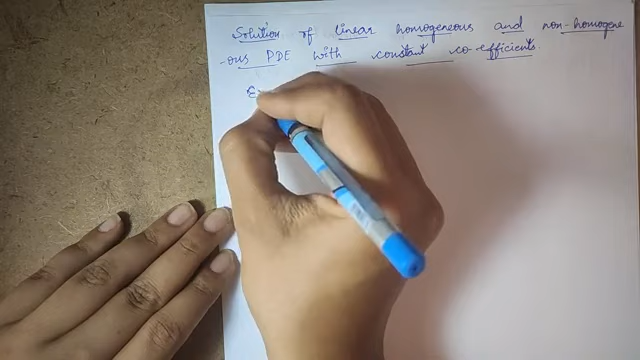 Solution of linear homogeneous and non-homogene
-ous PDE with constant co-efficients